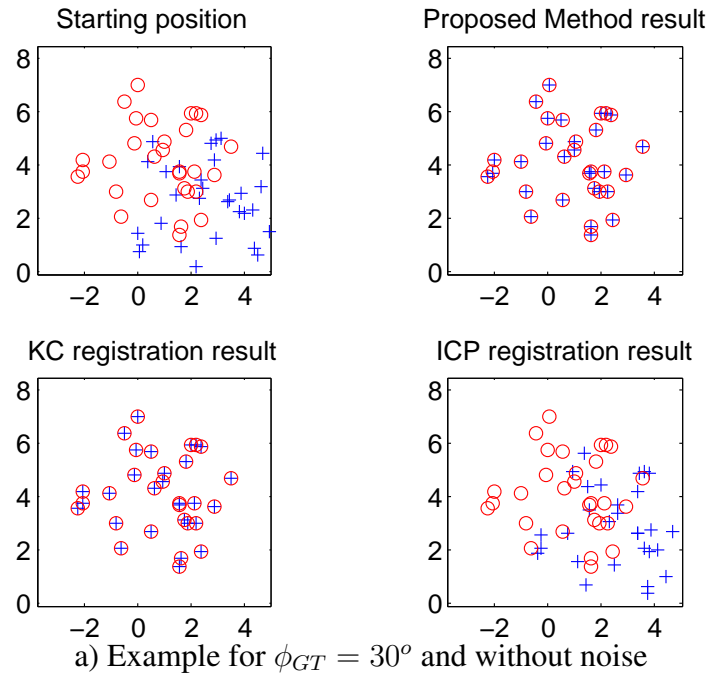 Starting position
Proposed Method result
8
6
4
2
0
−2 0 2 4
8
6
4
2
0
−2 0 2 4
KC registration result
ICP registration result
8
6
4
2
0
−2 0 2 4
8
6
4
2
0
−2 0 2 4
a) Example for $\phi_{GT} = 30^o$ and without noise